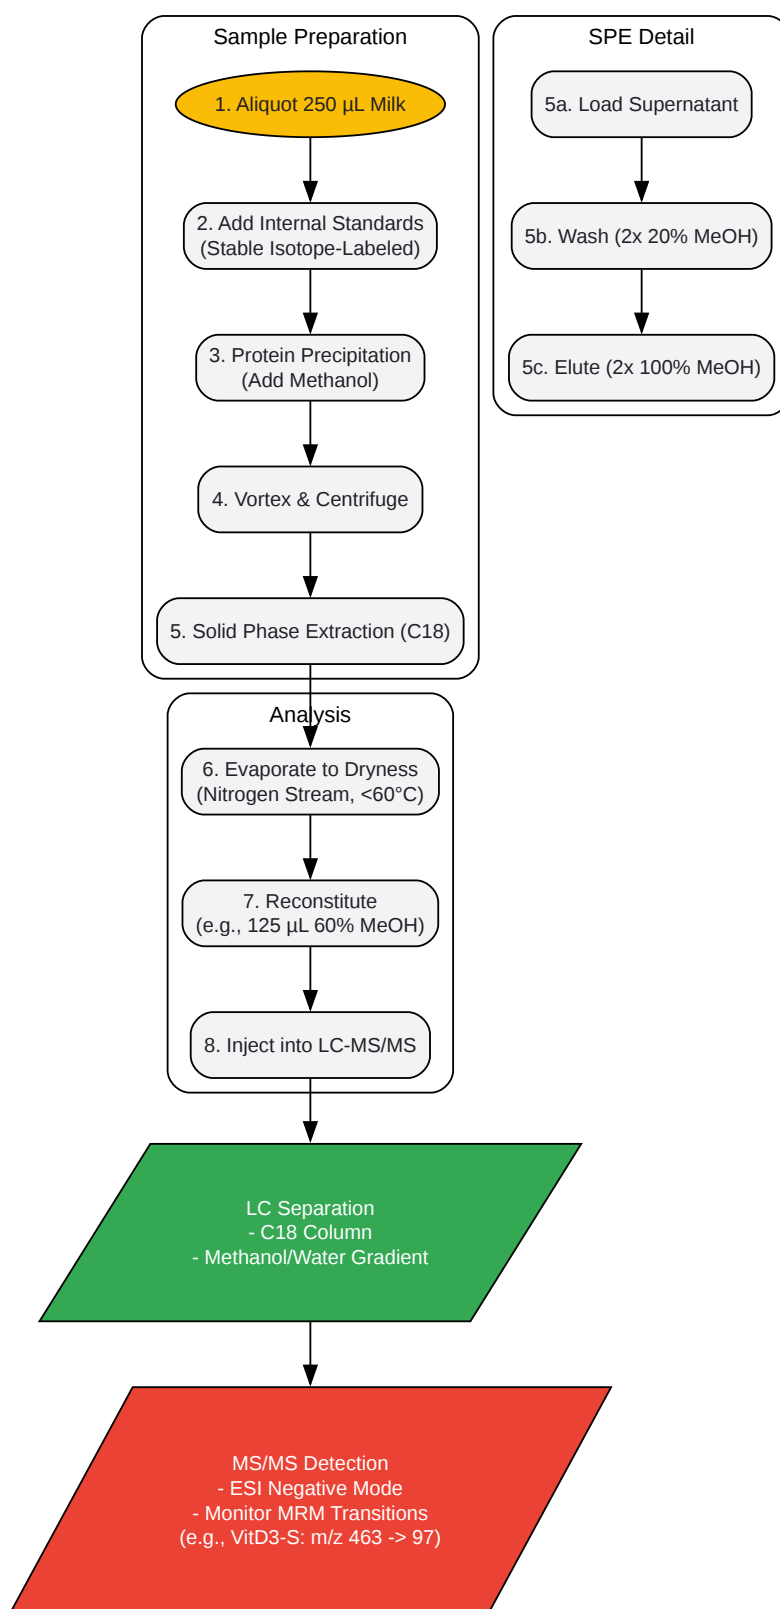 Sample Preparation
1. Aliquot 250 µL Milk
2. Add Internal Standards
(Stable Isotope-Labeled)
3. Protein Precipitation
(Add Methanol)
4. Vortex & Centrifuge
5. Solid Phase Extraction (C18)
SPE Detail
5a. Load Supernatant
5b. Wash (2x 20% MeOH)
5c. Elute (2x 100% MeOH)
Analysis
6. Evaporate to Dryness
(Nitrogen Stream, <60°C)
7. Reconstitute
(e.g., 125 µL 60% MeOH)
8. Inject into LC-MS/MS
LC Separation
- C18 Column
- Methanol/Water Gradient
MS/MS Detection
- ESI Negative Mode
- Monitor MRM Transitions
(e.g., VitD3-S: m/z 463 -> 97)